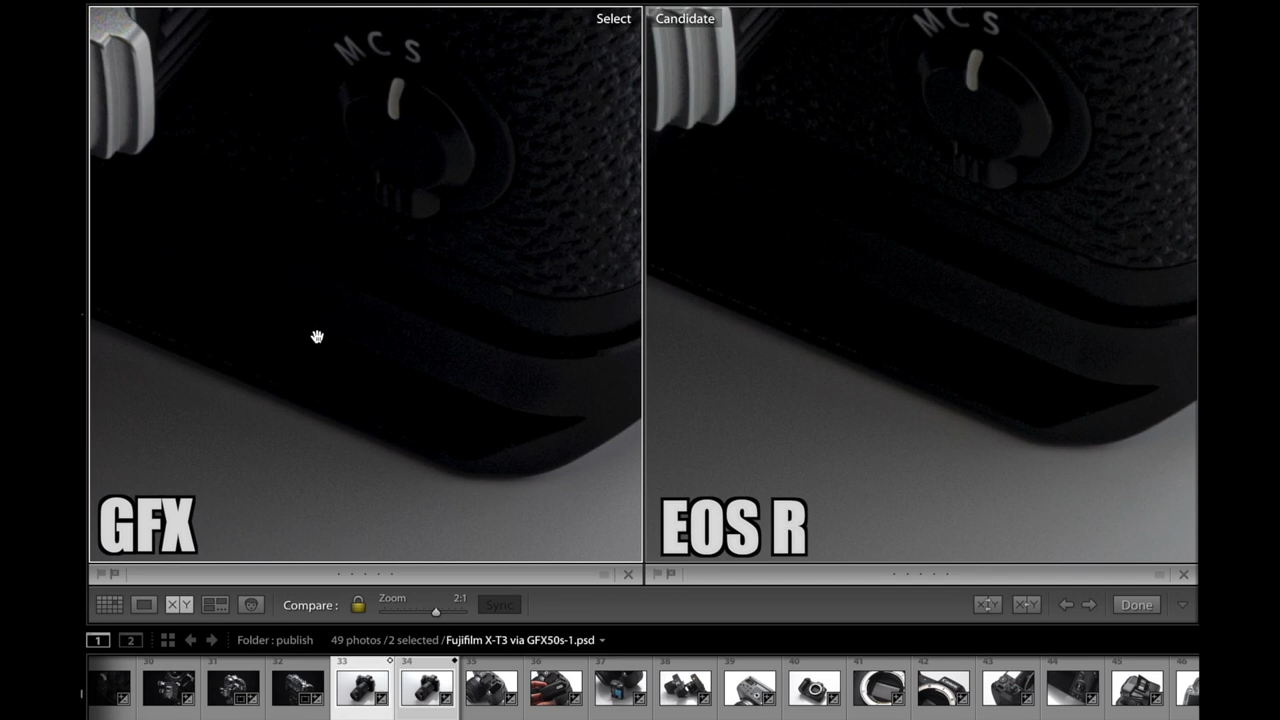 Select
Candidate
M C S
M C S
GFX
EOS R
XY
Compare :
Zoom
2:1
Sync
Done
1
2
Folder : publish
49 photos /2 selected /Fujifilm X-T3 via GFX50s-1.psd
30 31 32 33 34 35 36 37 38 39 40 41 42 43 44 45 46